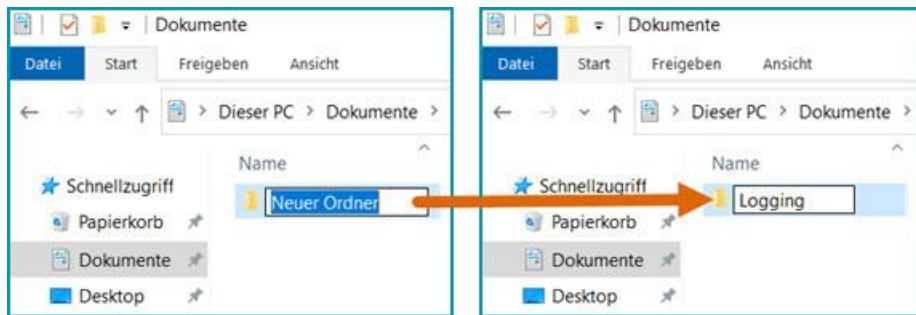 Dokumente
Datei Start Freigeben Ansicht
Dieser PC > Dokumente >
Name
Schnellzugriff
Neuer Ordner
Papierkorb
Dokumente
Desktop
Dokumente
Datei Start Freigeben Ansicht
Dieser PC > Dokumente >
Name
Schnellzugriff
Logging
Papierkorb
Dokumente
Desktop